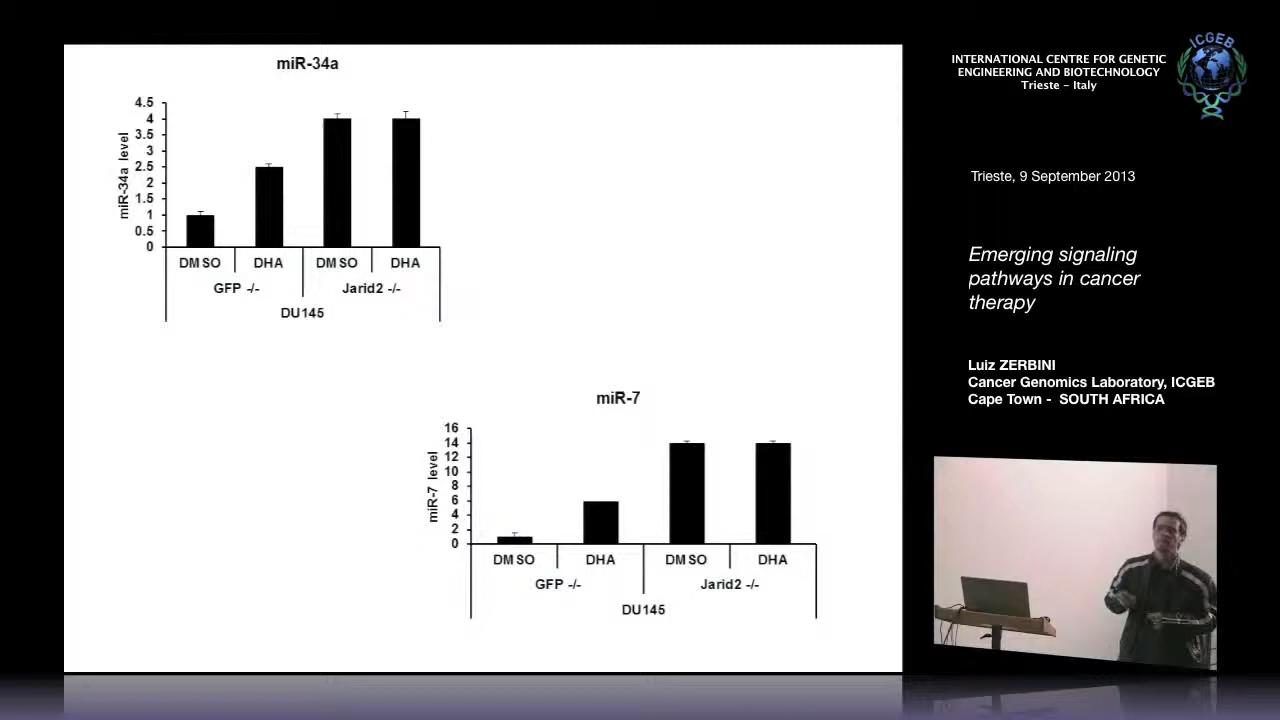 miR-34a
4.5
4
3.5
3
2.5
2
1.5
1
0.5
0
miR-34a level
DMSO DHA DMSO DHA
GFP -/- Jarid2 -/-
DU145
miR-7
16
14
12
10
8
6
4
2
0
miR-7 level
DMSO DHA DMSO DHA
GFP -/- Jarid2 -/-
DU145
INTERNATIONAL CENTRE FOR GENETIC
ENGINEERING AND BIOTECHNOLOGY
Trieste - Italy
ICGEB
Trieste, 9 September 2013
Emerging signaling
pathways in cancer
therapy
Luiz ZERBINI
Cancer Genomics Laboratory, ICGEB
Cape Town - SOUTH AFRICA